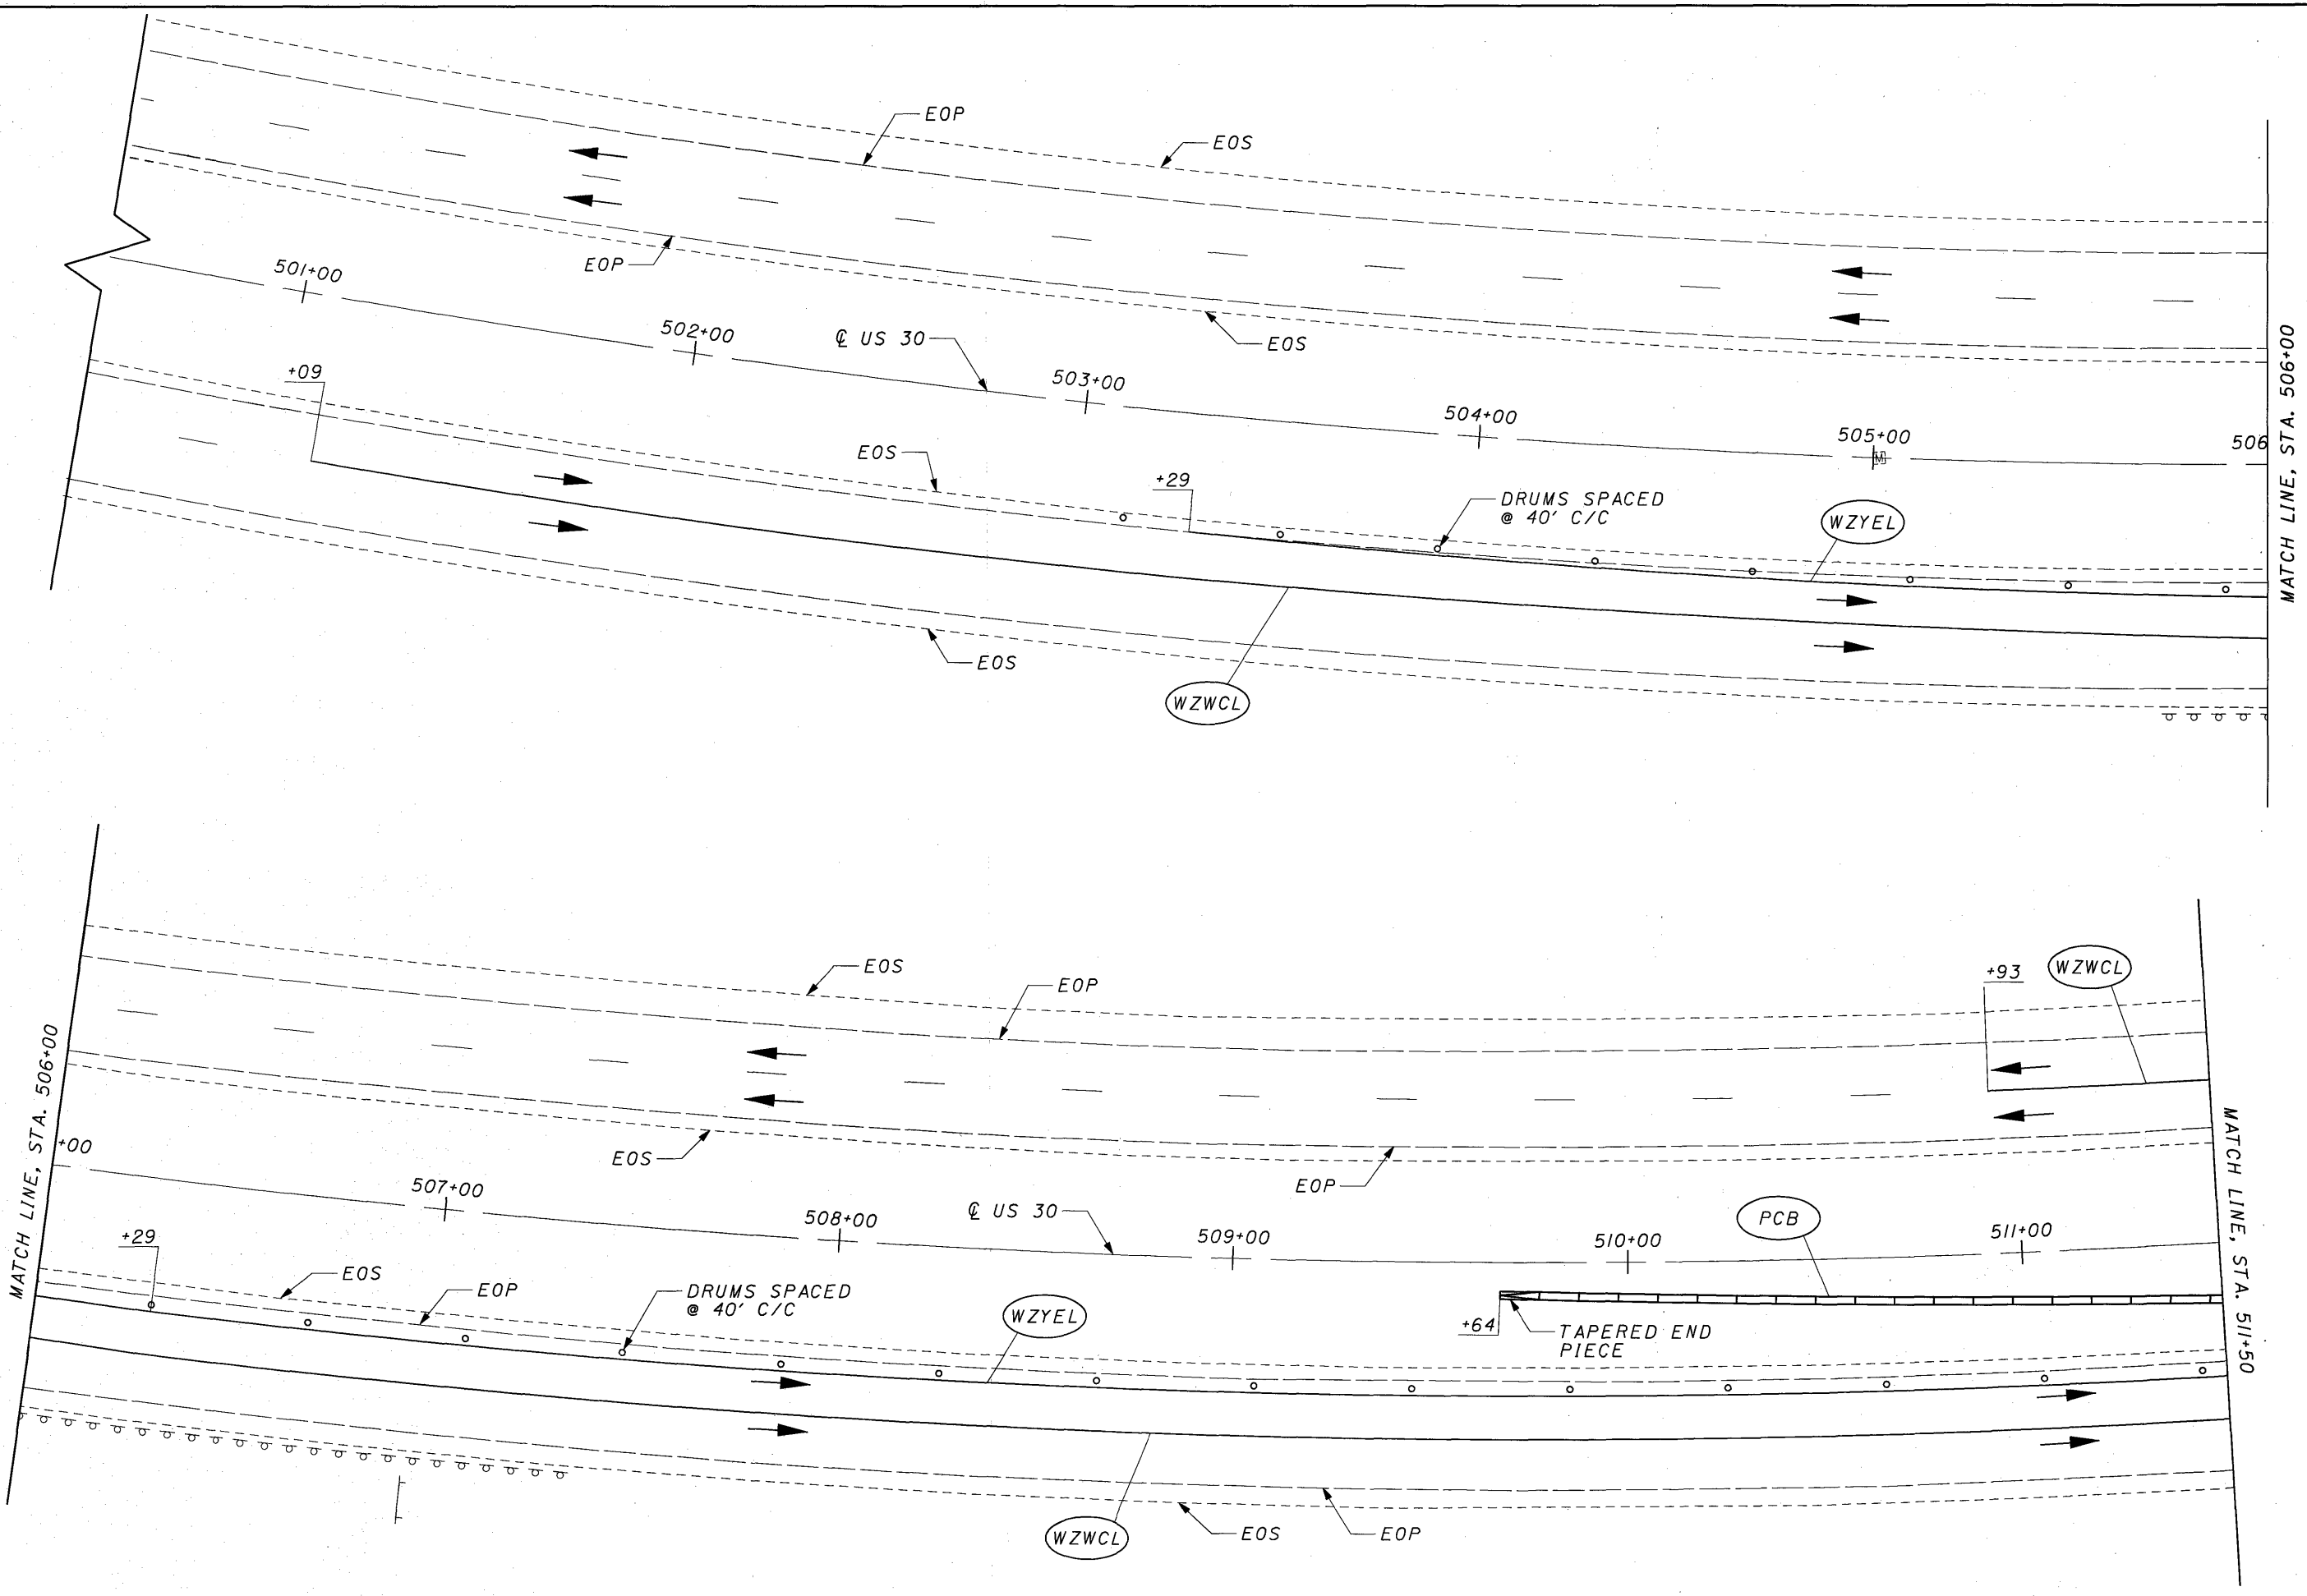 EOP
EOS
EOP
EOS
501+00
502+00
℄ US 30
503+00
504+00
505+00
506
MATCH LINE, STA. 506+00
+09
EOS
+29
DRUMS SPACED
@ 40' C/C
WZYEL
EOS
WZWCL
MATCH LINE, STA. 506+00
EOS
EOP
+93
WZWCL
EOS
EOP
+00
507+00
508+00
℄ US 30
509+00
510+00
PCB
511+00
MATCH LINE, STA. 511+50
+29
EOS
EOP
DRUMS SPACED
@ 40' C/C
WZYEL
+64
TAPERED END
PIECE
WZWCL
EOS
EOP